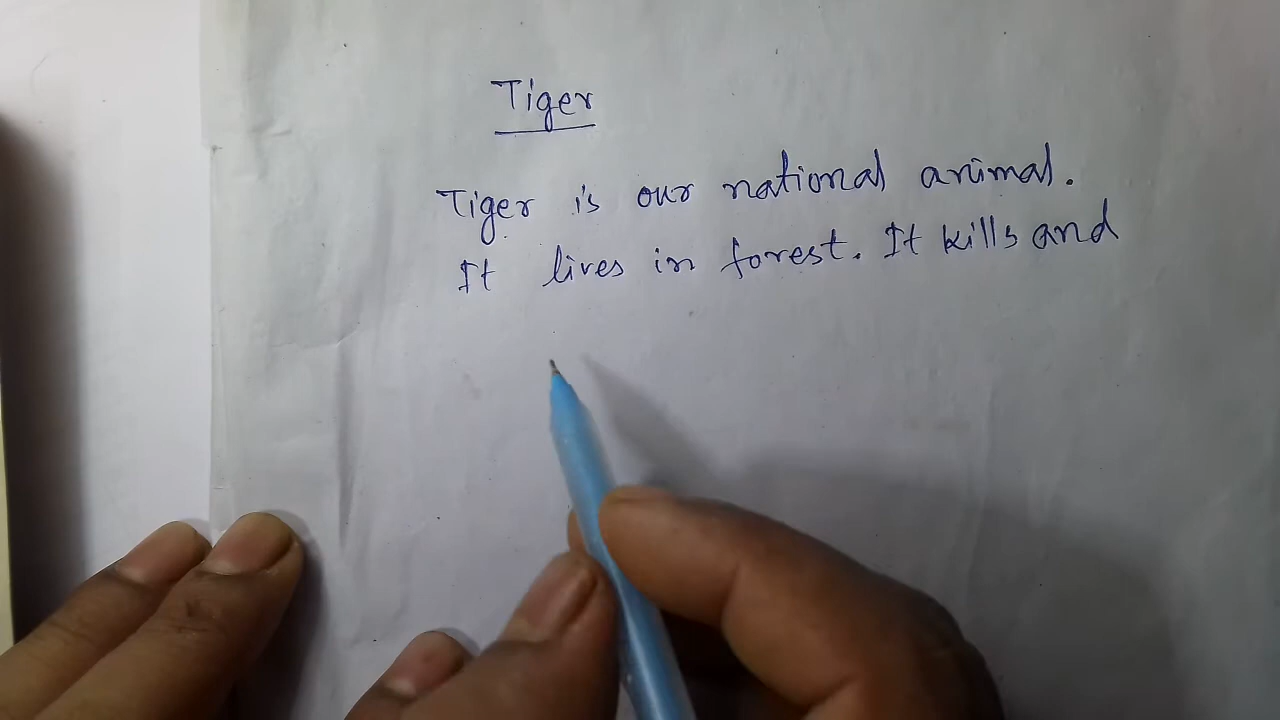 Tiger
Tiger is our national animal.
It lives in forest. It kills and